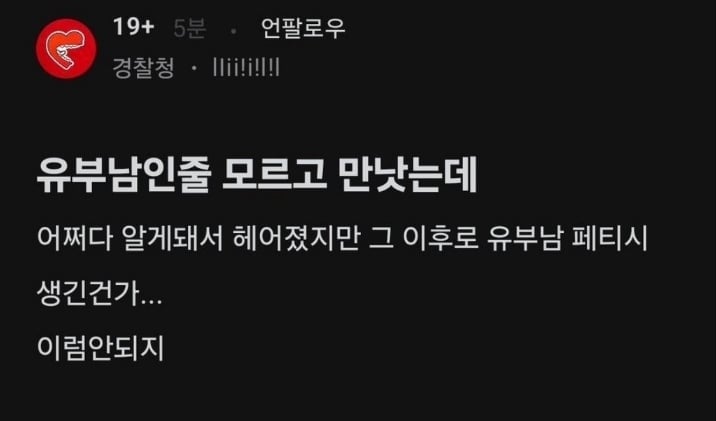 19+ 5분 · 언팔로우
경찰청 · llii!i!l!l
유부남인줄 모르고 만낫는데
어쩌다 알게돼서 헤어졌지만 그 이후로 유부남 페티시
생긴건가...
이럼안되지